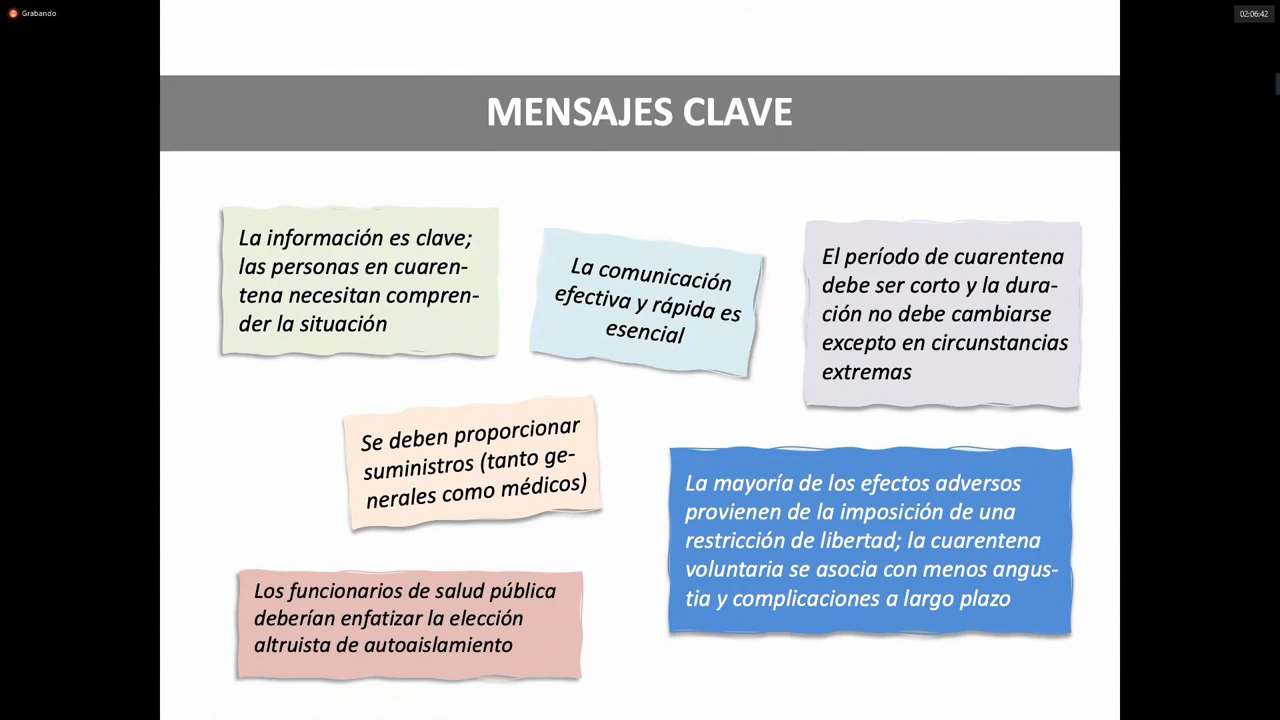 Grabando
02:06:42
MENSAJES CLAVE
La información es clave;
las personas en cuaren-
tena necesitan compren-
der la situación
La comunicación
efectiva y rápida es
esencial
El período de cuarentena
debe ser corto y la dura-
ción no debe cambiarse
excepto en circunstancias
extremas
Se deben proporcionar
suministros (tanto ge-
nerales como médicos)
La mayoría de los efectos adversos
provienen de la imposición de una
restricción de libertad; la cuarentena
voluntaria se asocia con menos angus-
tia y complicaciones a largo plazo
Los funcionarios de salud pública
deberían enfatizar la elección
altruista de autoaislamiento